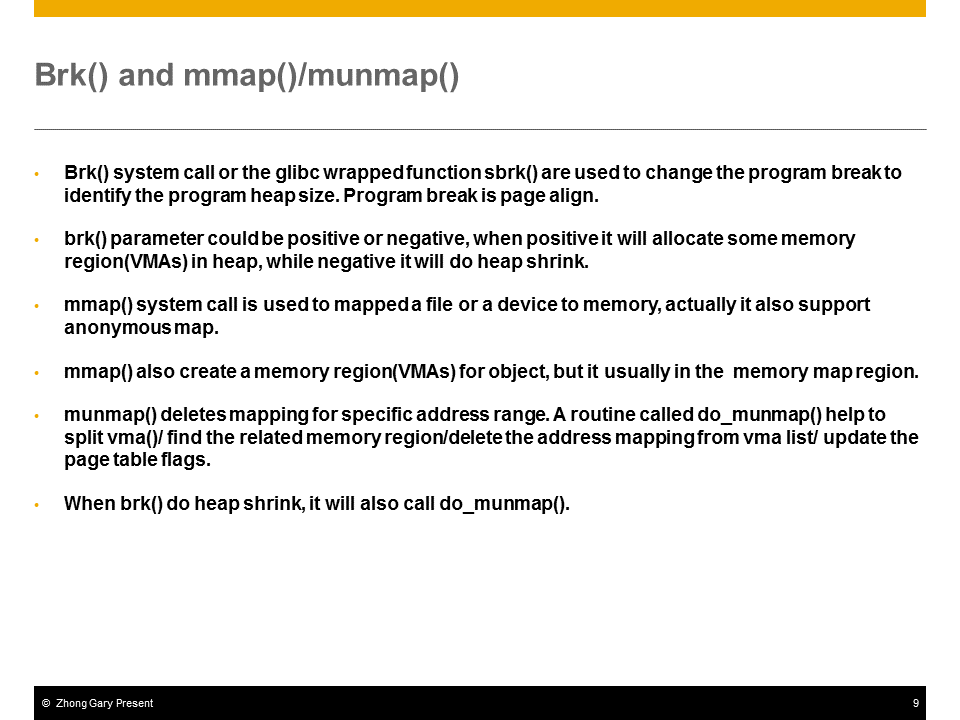 Brk() and mmap()/munmap()
• Brk() system call or the glibc wrapped function sbrk() are used to change the program break to
identify the program heap size. Program break is page align.
• brk() parameter could be positive or negative, when positive it will allocate some memory
region(VMAs) in heap, while negative it will do heap shrink.
• mmap() system call is used to mapped a file or a device to memory, actually it also support
anonymous map.
• mmap() also create a memory region(VMAs) for object, but it usually in the memory map region.
• munmap() deletes mapping for specific address range. A routine called do_munmap() help to
split vma()/ find the related memory region/delete the address mapping from vma list/ update the
page table flags.
• When brk() do heap shrink, it will also call do_munmap().
© Zhong Gary Present
9